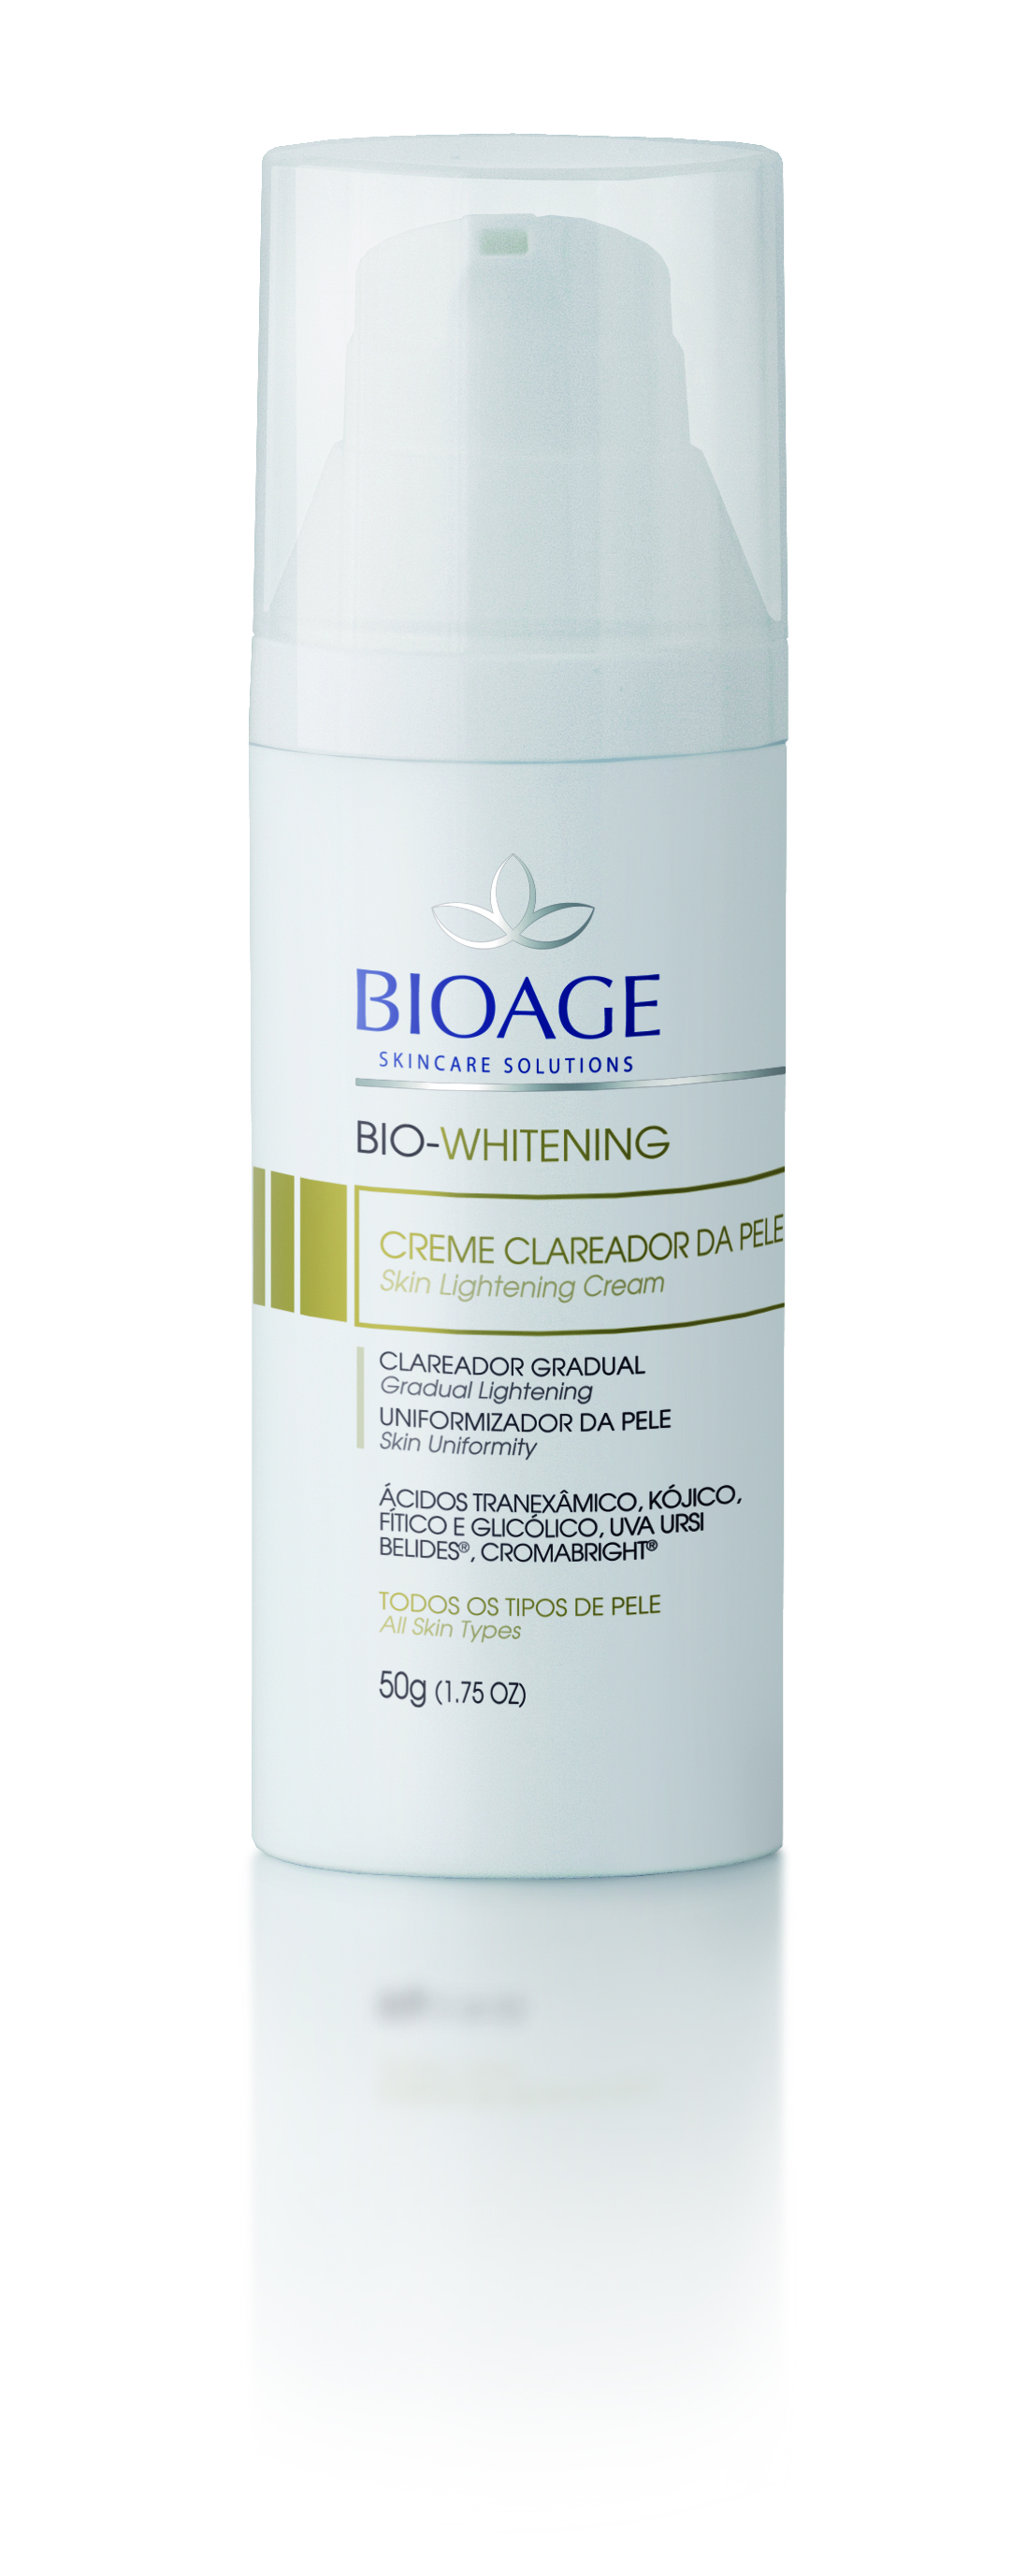 BIOAGE
SKINCARE SOLUTIONS
BIO-WHITENING
CREME CLAREADOR DA PELE
Skin Lightening Cream
CLAREADOR GRADUAL
Gradual Lightening
UNIFORMIZADOR DA PELE
Skin Uniformity
ÁCIDOS TRANEXÂMICO, KÓJICO,
FÍTICO E GLICÓLICO, UVA URSI
BELIDES®, CROMABRIGHT®
TODOS OS TIPOS DE PELE
All Skin Types
50g (1.75 OZ)